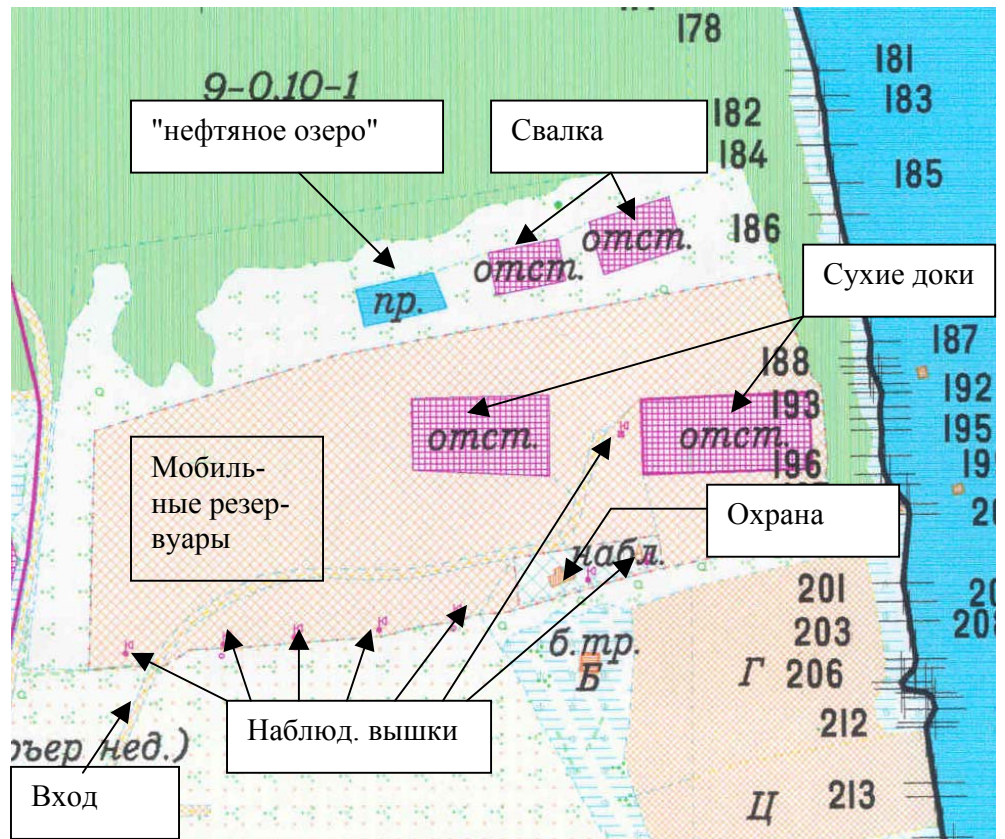 178
9-0.10-1
181
183
182
"нефтяное озеро"
Свалка
184
185
186
отст.
отст.
Сухие доки
пр.
187
188
192
193
отст.
отст.
195
196
Мобиль-
ные резер-
вуары
Охрана
набл.
201
203
208
б.тр.
Б
Г 206
Наблюд. вышки
212
рьер нед.)
Вход
Ц 213